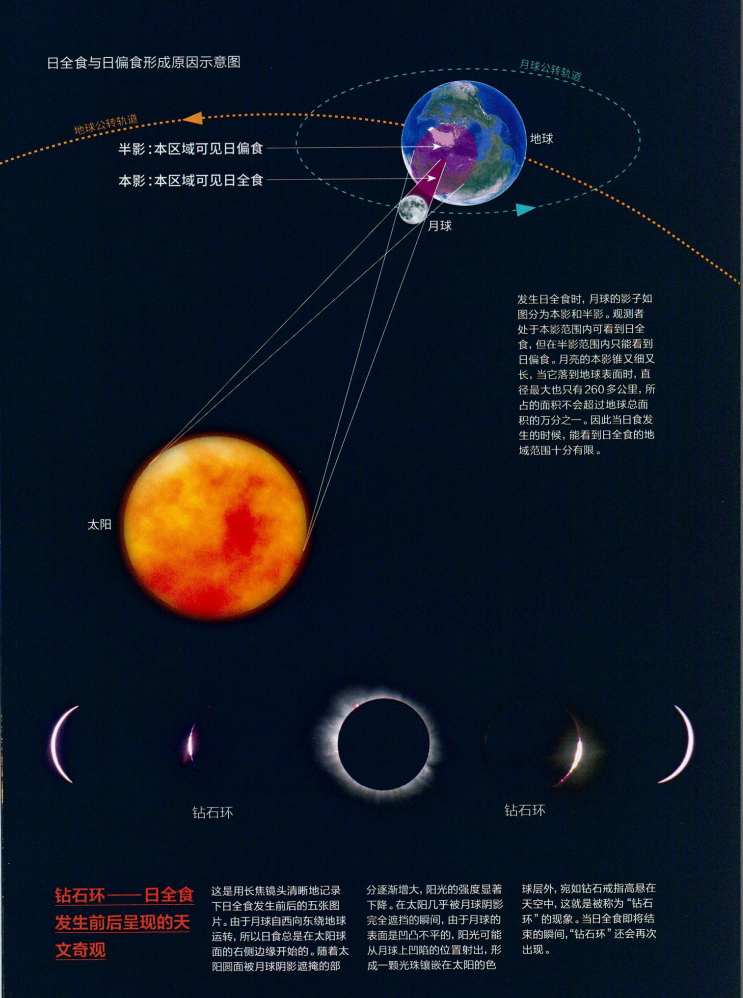 日全食与日偏食形成原因示意图
月球公转轨道
地球公转轨道
地球
半影：本区域可见日偏食
本影：本区域可见日全食
月球
发生日全食时，月球的影子如
图分为本影和半影。观测者
处于本影范围内可看到日全
食，但在半影范围内只能看到
日偏食。月亮的本影锥又细又
长，当它落到地球表面时，直
径最大也只有260多公里，所
占的面积不会超过地球总面
积的万分之一。因此当日食发
生的时候，能看到日全食的地
域范围十分有限。
太阳
钻石环
钻石环
钻石环——日全食
发生前后呈现的天
文奇观
这是用长焦镜头清晰地记录
下日全食发生前后的五张图
片。由于月球自西向东绕地球
运转，所以日食总是在太阳球
面的右侧边缘开始的。随着太
阳圆面被月球阴影遮掩的部
分逐渐增大，阳光的强度显著
下降。在太阳几乎被月球阴影
完全遮挡的瞬间，由于月球的
表面是凹凸不平的，阳光可能
从月球上凹陷的位置射出，形
成一颗光珠镶嵌在太阳的色
球层外，宛如钻石戒指高悬在
天空中，这就是被称为“钻石
环”的现象。当日全食即将结
束的瞬间，“钻石环”还会再次
出现。